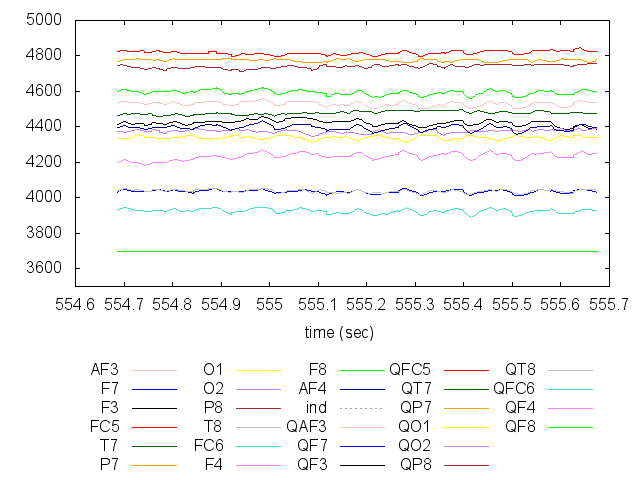 5000
4800
4600
4400
4200
4000
3800
3600
554.6 554.7 554.8 554.9 555 555.1 555.2 555.3 555.4 555.5 555.6 555.7
time (sec)
AF3 O1 F8 QFC5 QT8
F7 O2 AF4 QT7 QFC6
F3 P8 ind QP7 QF4
FC5 T8 QAF3 QO1 QF8
T7 FC6 QF7 QO2
P7 F4 QF3 QP8